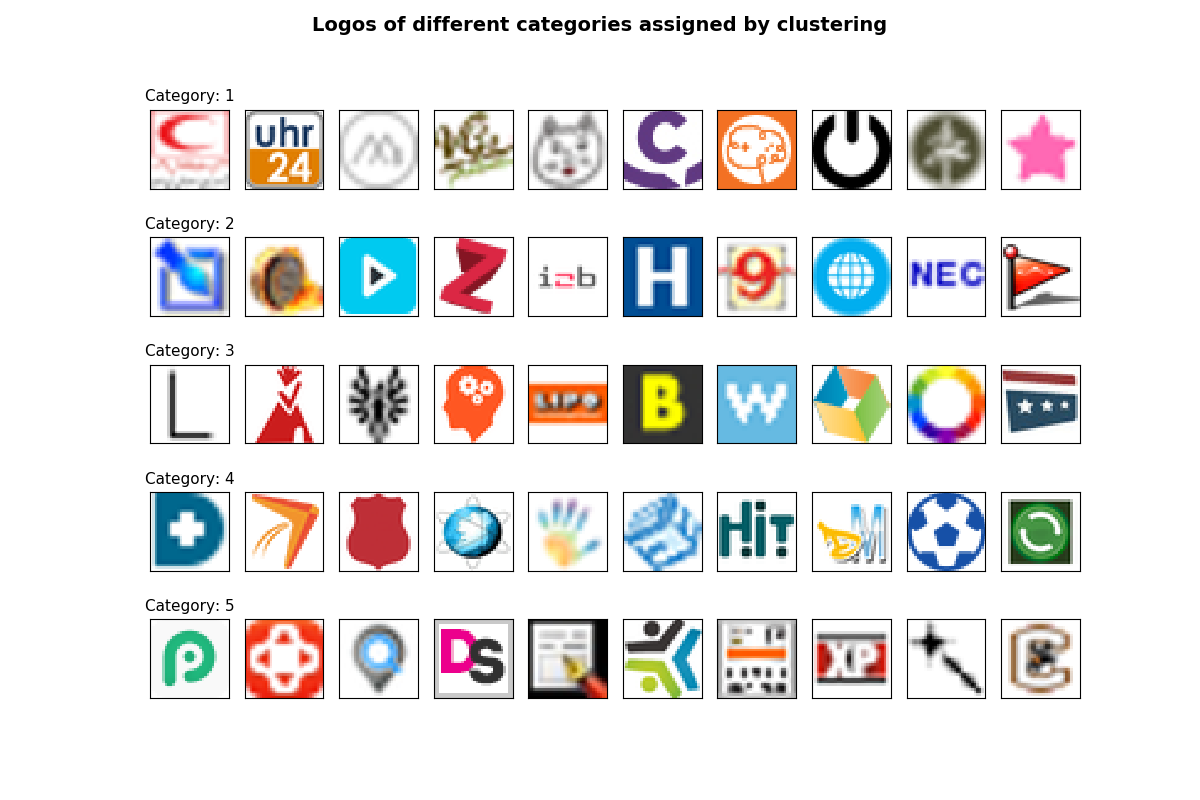 Logos of different categories assigned by clustering
Category: 1
uhr
24
C
Category: 2
Z
i2b
H
9
NEC
Category: 3
L
LIPO
B
W
Category: 4
D
HiT
DM
Category: 5
p
DS
XP
C